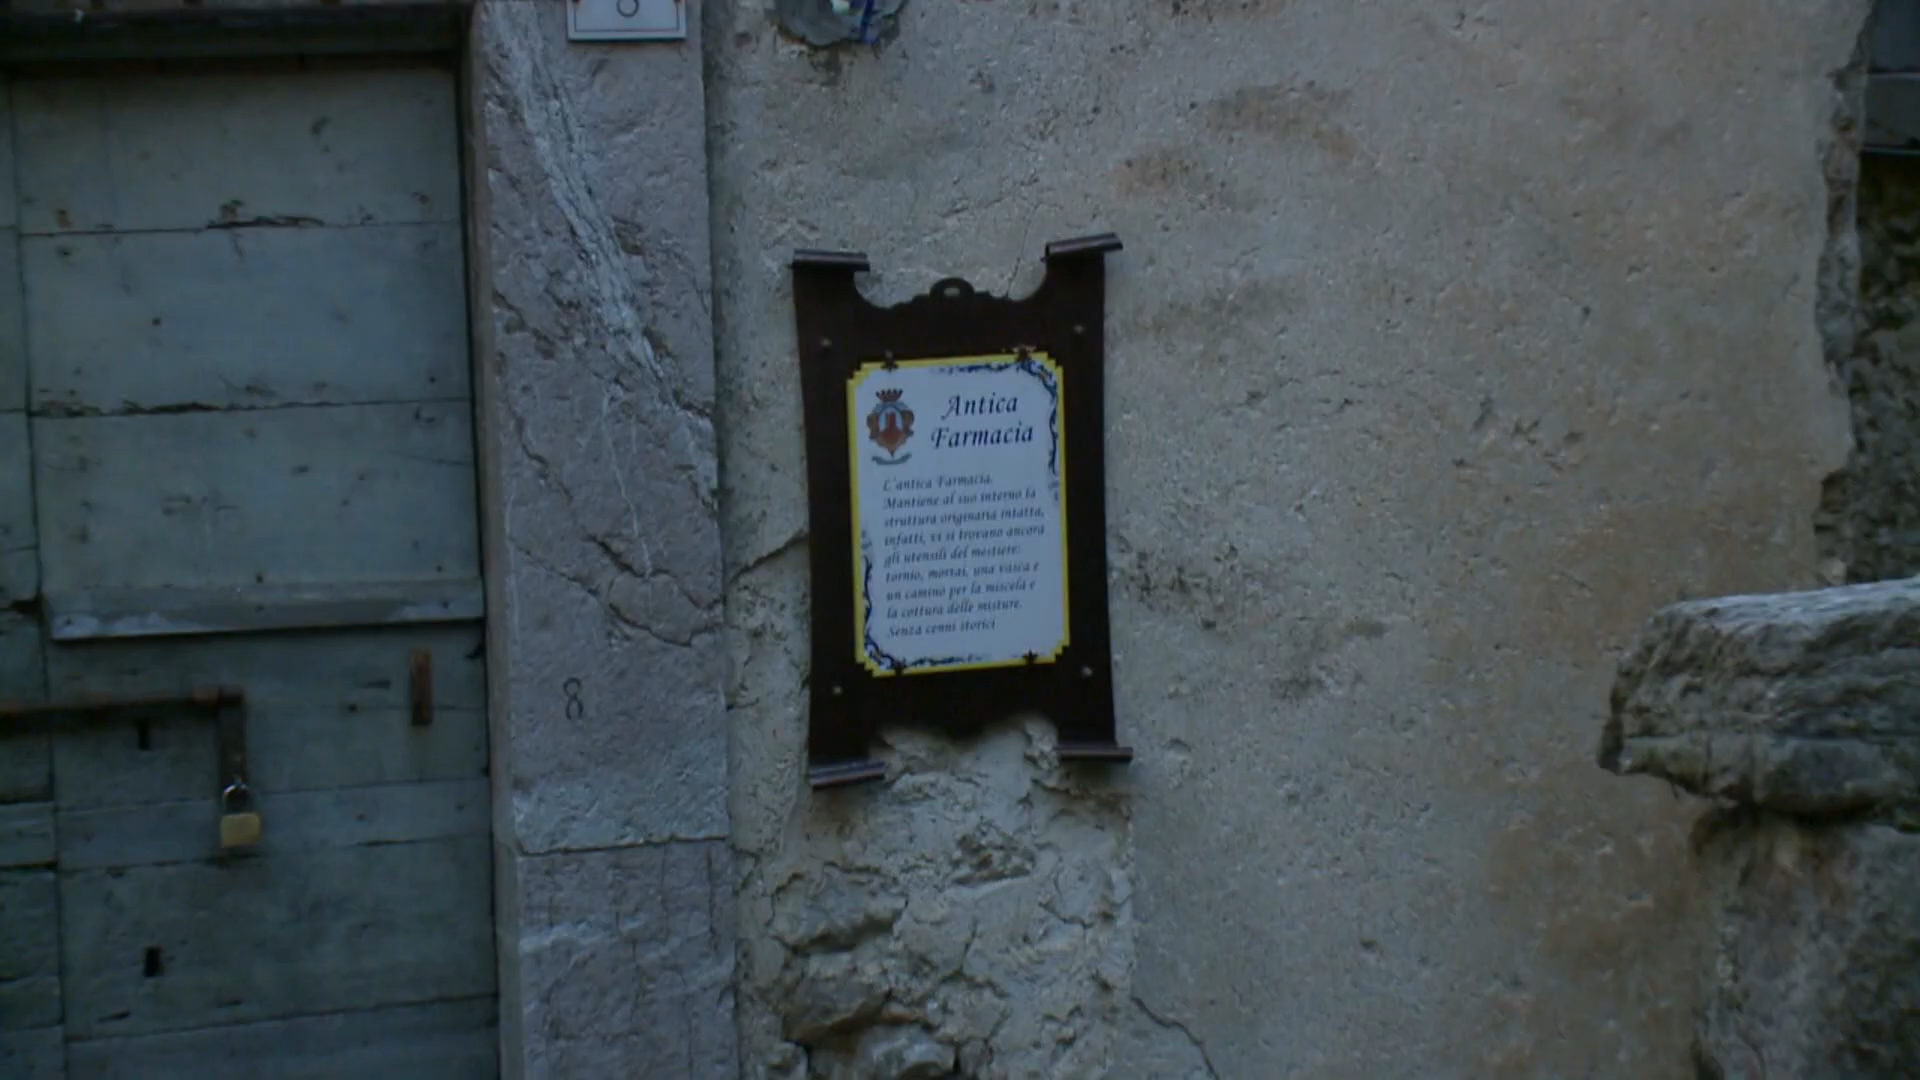 Antica
Farmacia
L'antica Farmacia.
Mantiene al suo interno la
struttura originaria intatta,
infatti, vi si trovano ancora
gli utensili del mestiere:
tornio, mortai, una vasca e
un camino per la miscela e
la cottura delle misture.
Senza cenni storici
8